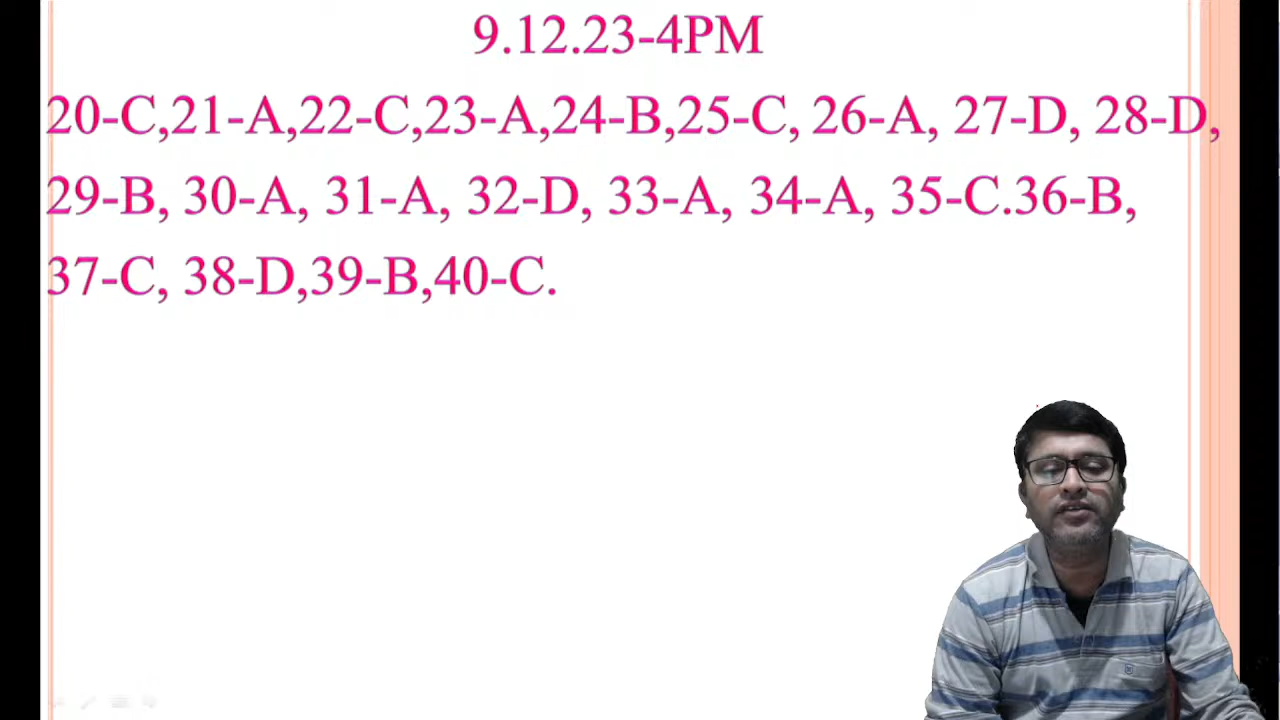 9.12.23-4PM
20-C,21-A,22-C,23-A,24-B,25-C, 26-A, 27-D, 28-D,
29-B, 30-A, 31-A, 32-D, 33-A, 34-A, 35-C.36-B,
37-C, 38-D,39-B,40-C.